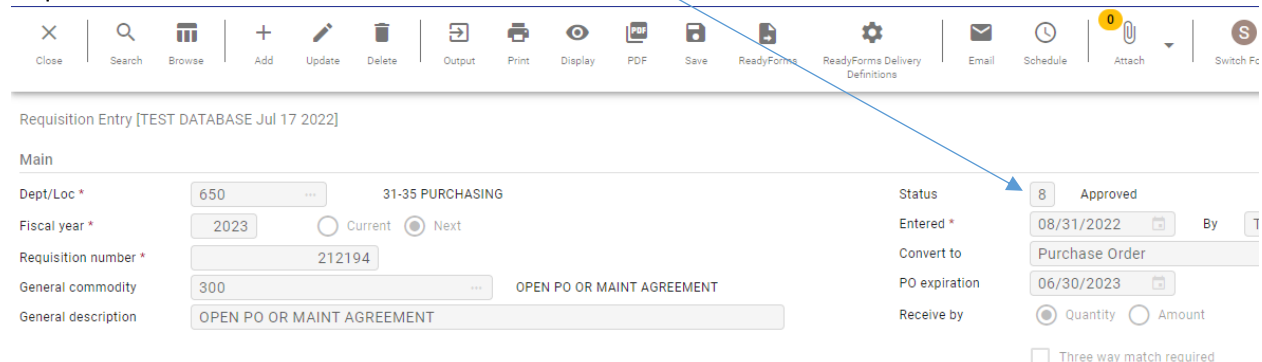 0
S
Close Search Browse Add Update Delete Output Print Display PDF Save ReadyForms ReadyForms Delivery Email Schedule Attach Switch Fo
Definitions
Requisition Entry [TEST DATABASE Jul 17 2022]
Main
Dept/Loc * 650 ... 31-35 PURCHASING Status 8 Approved
Fiscal year * 2023 Current Next Entered * 08/31/2022 By T
Requisition number * 212194 Convert to Purchase Order
General commodity 300 ... OPEN PO OR MAINT AGREEMENT PO expiration 06/30/2023
General description OPEN PO OR MAINT AGREEMENT Receive by Quantity Amount
Three way match required